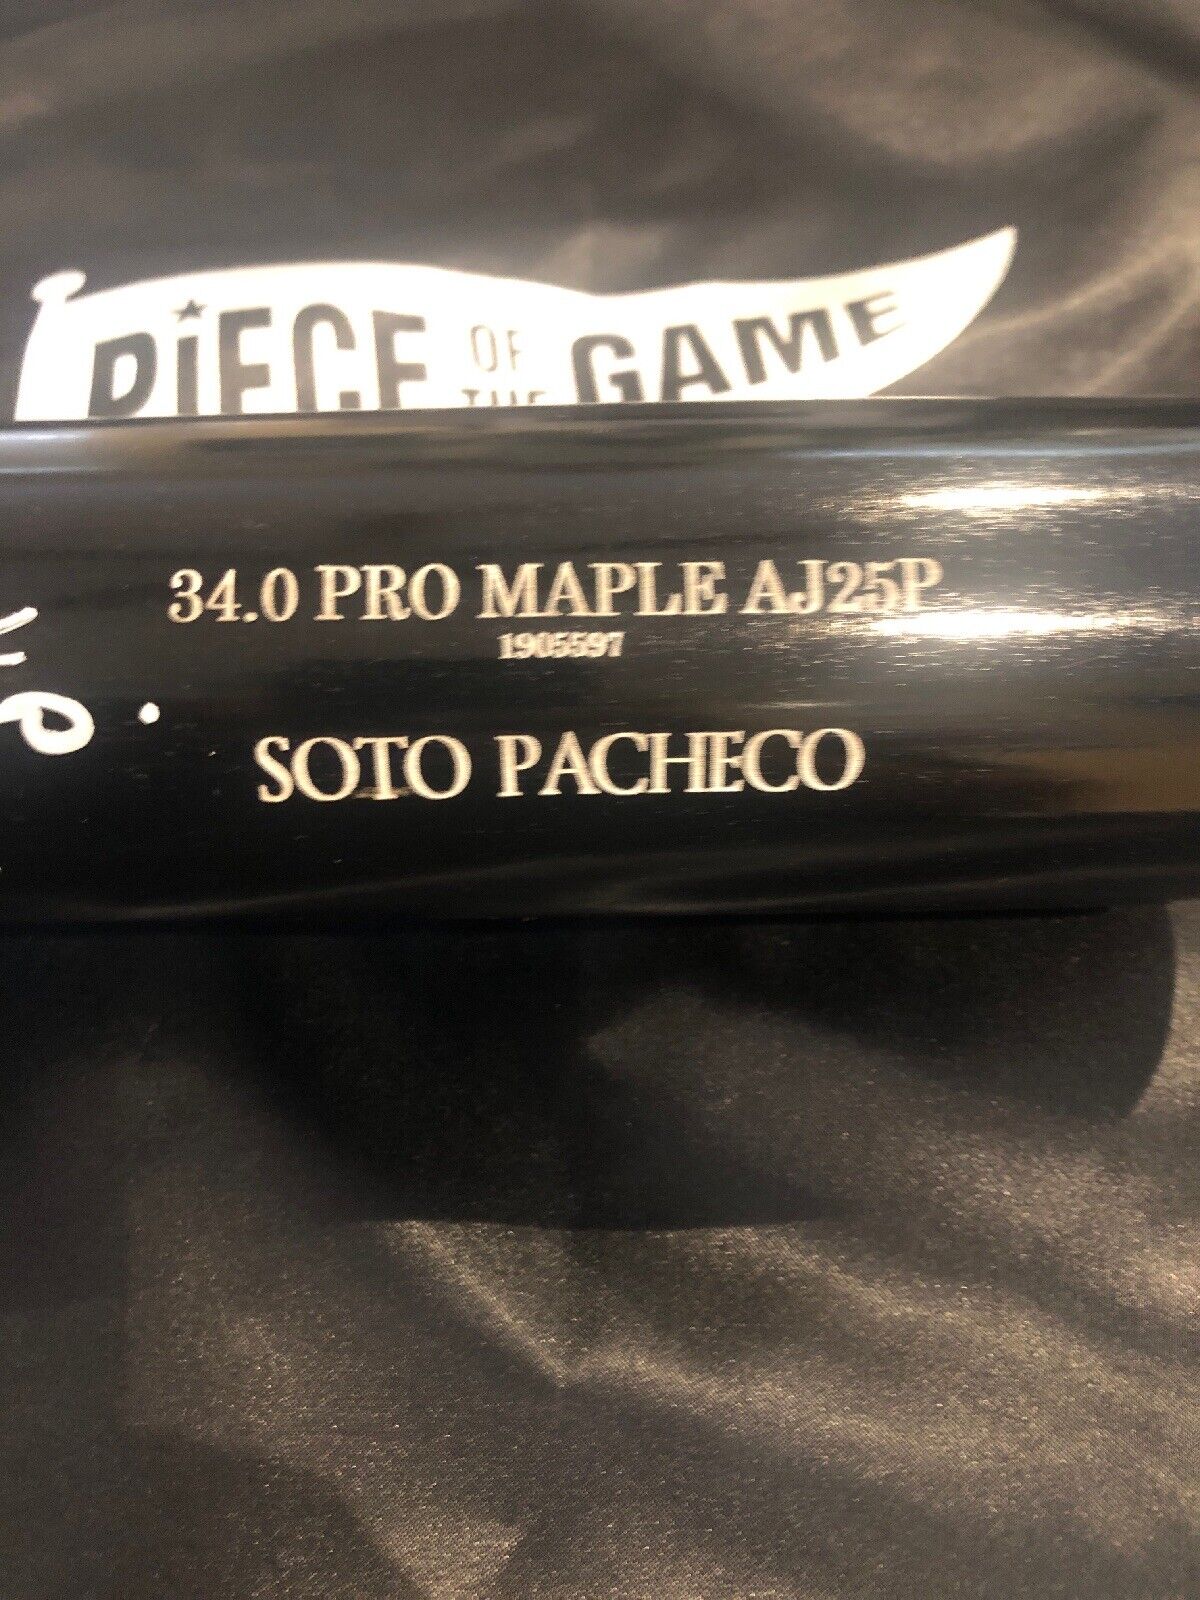 PIECE OF THE GAME
34.0 PRO MAPLE AJ25P
1905597
SOTO PACHECO